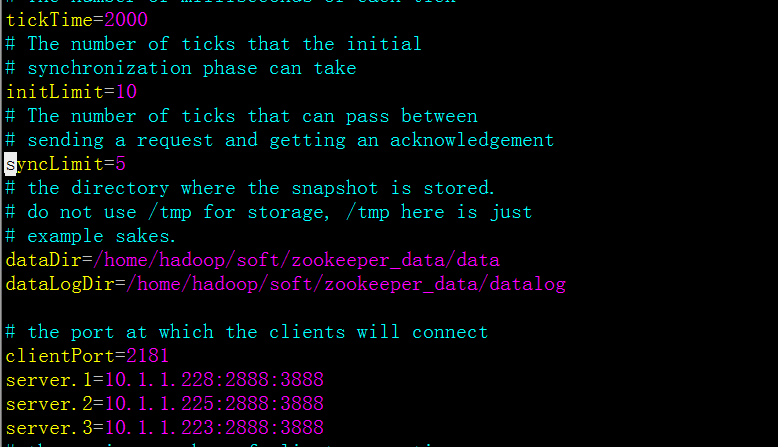 tickTime=2000
# The number of ticks that the initial
# synchronization phase can take
initLimit=10
# The number of ticks that can pass between
# sending a request and getting an acknowledgement
syncLimit=5
# the directory where the snapshot is stored.
# do not use /tmp for storage, /tmp here is just
# example sakes.
dataDir=/home/hadoop/soft/zookeeper_data/data
dataLogDir=/home/hadoop/soft/zookeeper_data/datalog
# the port at which the clients will connect
clientPort=2181
server.1=10.1.1.228:2888:3888
server.2=10.1.1.225:2888:3888
server.3=10.1.1.223:2888:3888